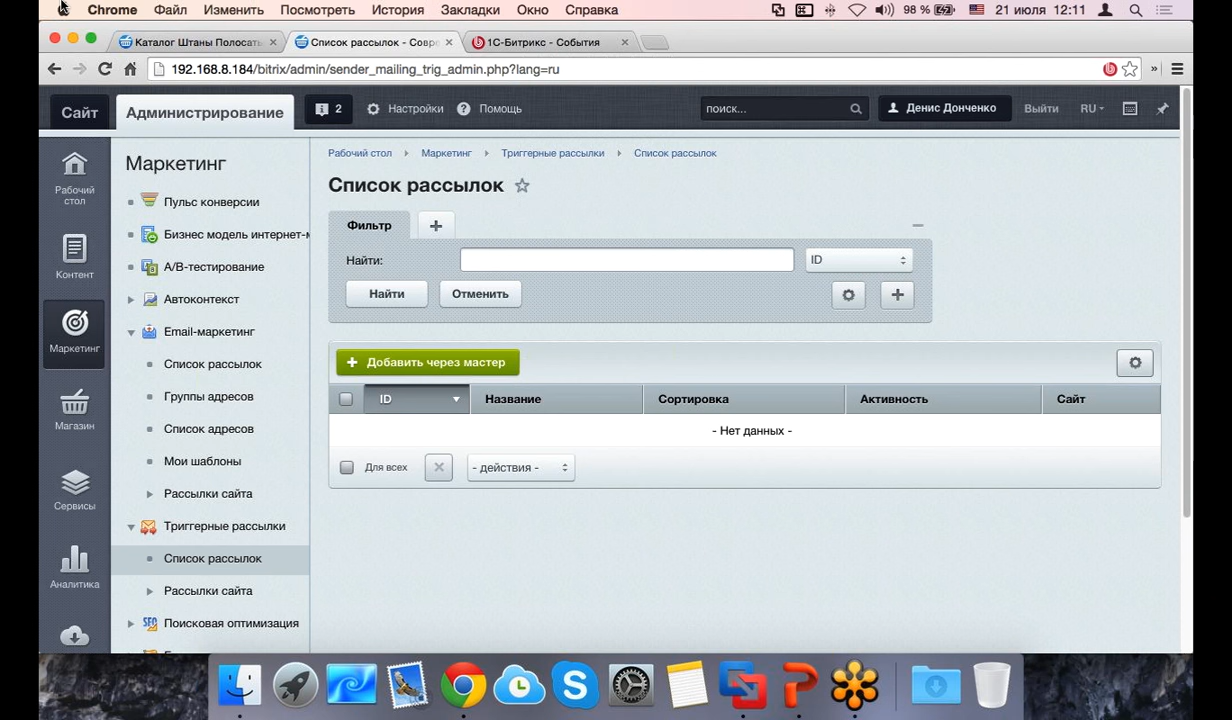 Chrome Файл Изменить Посмотреть История Закладки Окно Справка 98 % 21 июля 12:11
Каталог Штаны Полосаты × Список рассылок - Совре × 1С-Битрикс - События ×
192.168.8.184/bitrix/admin/sender_mailing_trig_admin.php?lang=ru »
Сайт Администрирование 2 Настройки Помощь поиск... Денис Донченко Выйти RU
Рабочий стол
Контент
Маркетинг
Магазин
Сервисы
Аналитика
Маркетинг
Пульс конверсии
Бизнес модель интернет-м
A/B-тестирование
Автоконтекст
Email-маркетинг
Список рассылок
Группы адресов
Список адресов
Мои шаблоны
Рассылки сайта
Триггерные рассылки
Список рассылок
Рассылки сайта
SEO Поисковая оптимизация
Рабочий стол Маркетинг Триггерные рассылки Список рассылок
Список рассылок
Фильтр +
Найти: ID
Найти Отменить
+ Добавить через мастер
ID Название Сортировка Активность Сайт
- Нет данных -
Для всех - действия -